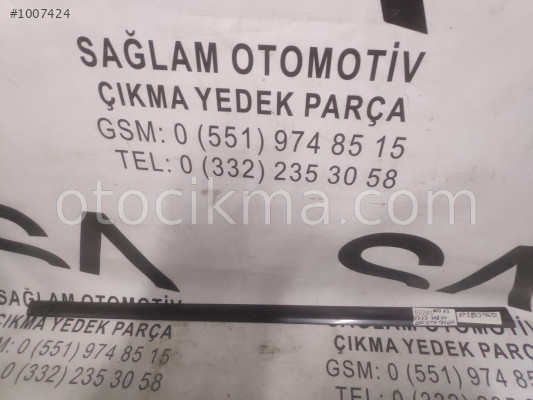 #1007424
SAĞLAM OTOMOTİV
ÇIKMA YEDEK PARÇA
GSM: 0 (551) 974 85 15
TEL: 0 (332) 235 30 58
otocikma.com
SAĞLAM OTOMOTİV
ÇIKMA YEDEK PARÇA
0 (551) 974 85 15
0 (332) 235 30 58
SAĞLAM OTOMOTİV
ÇIKMA YEDEK PARÇA
GSM: 0 (551) 974 85